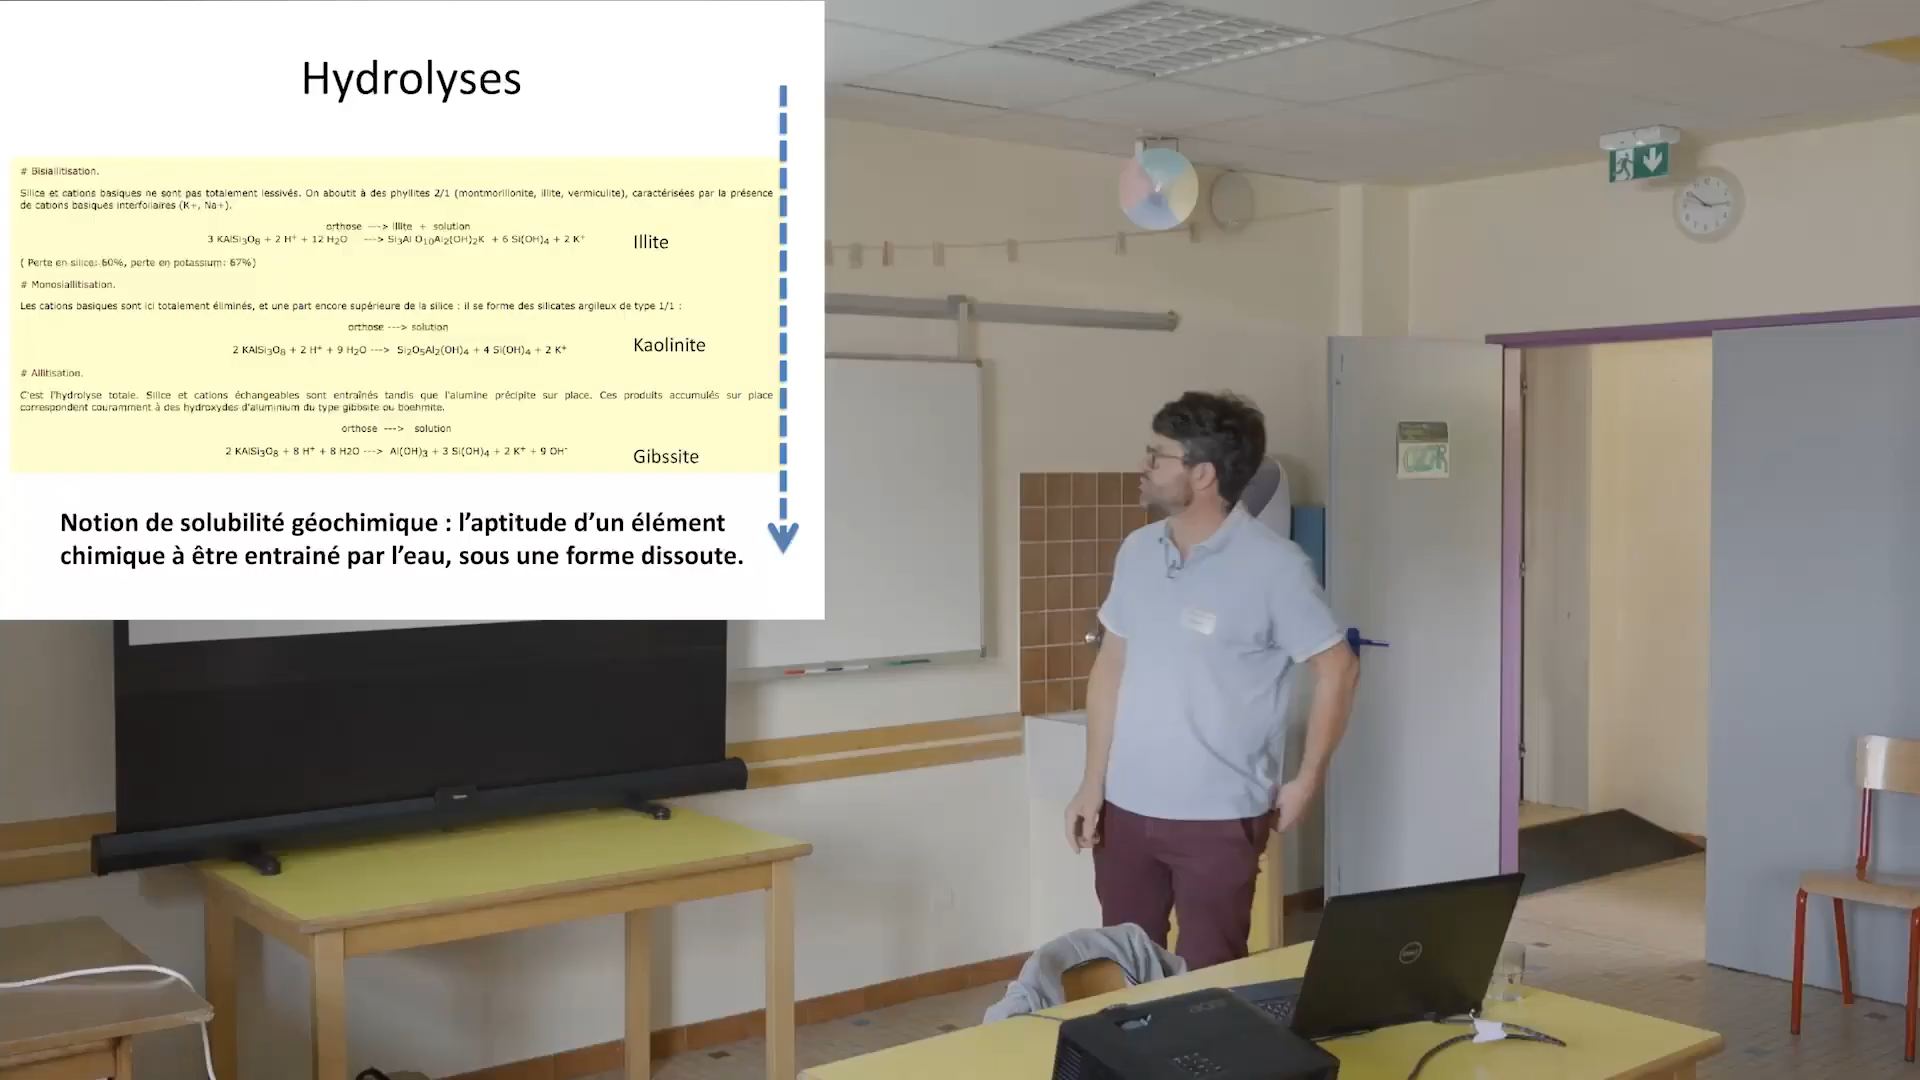 Hydrolyses
# Bisiallitisation.
Silice et cations basiques ne sont pas totalement lessivés. On aboutit à des phyllites 2/1 (montmorillonite, illite, vermiculite), caractérisées par la présence
de cations basiques interfoliaires (K+, Na+).
orthose ---> illite + solution
3 KAlSi3O8 + 2 H+ + 12 H2O ---> Si3Al O10Al2(OH)2K + 6 Si(OH)4 + 2 K+
Illite
( Perte en silice: 60%, perte en potassium: 67%)
# Monosiallitisation.
Les cations basiques sont ici totalement éliminés, et une part encore supérieure de la silice : il se forme des silicates argileux de type 1/1 :
orthose ---> solution
2 KAlSi3O8 + 2 H+ + 9 H2O ---> Si2O5Al2(OH)4 + 4 Si(OH)4 + 2 K+
Kaolinite
# Allitisation.
C'est l'hydrolyse totale. Silice et cations échangeables sont entraînés tandis que l'alumine précipite sur place. Ces produits accumulés sur place
correspondent couramment à des hydroxydes d'aluminium du type gibbsite ou boehmite.
orthose ---> solution
2 KAlSi3O8 + 8 H+ + 8 H2O ---> Al(OH)3 + 3 Si(OH)4 + 2 K+ + 9 OH-
Gibssite
Notion de solubilité géochimique : l'aptitude d'un élément
chimique à être entrainé par l'eau, sous une forme dissoute.
DELL
acer